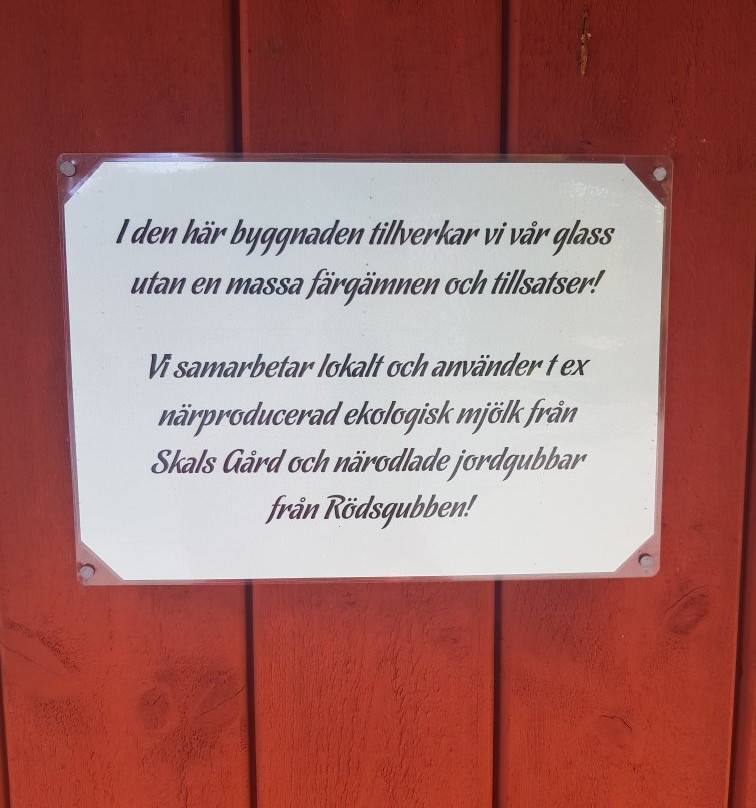 I den här byggnaden tillverkar vi vår glass
utan en massa färgämnen och tillsatser!
Vi samarbetar lokalt och använder t ex
närproducerad ekologisk mjölk från
Skals Gård och närodlade jordgubbar
från Rödsgubben!